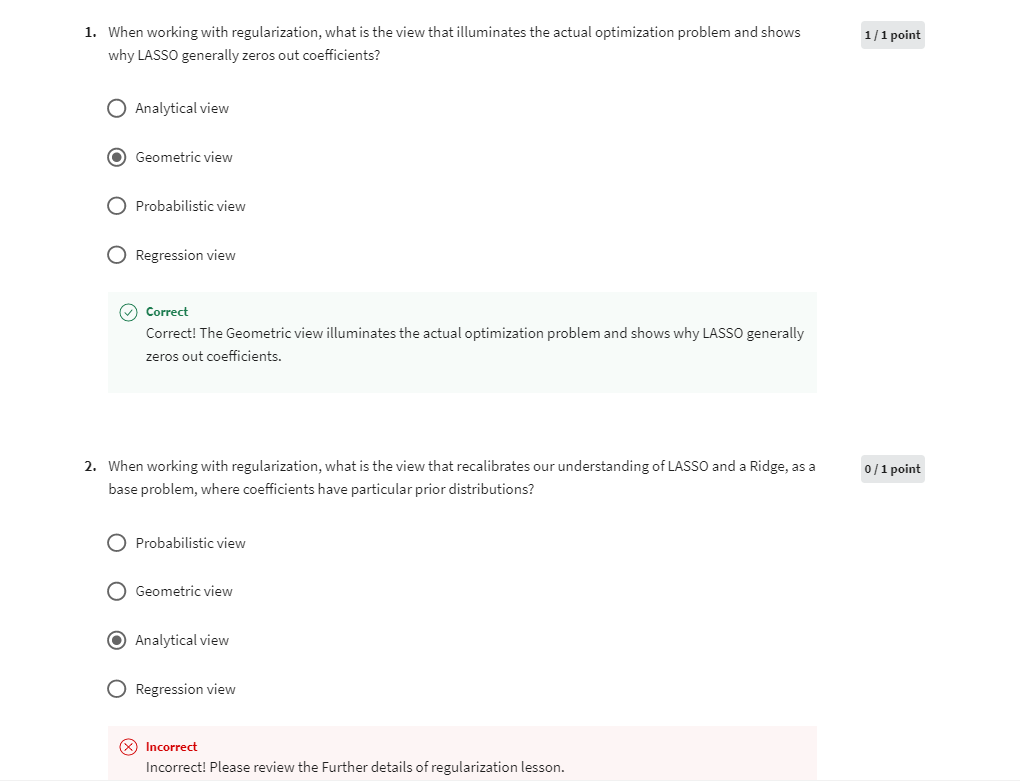 1. When working with regularization, what is the view that illuminates the actual optimization problem and shows
why LASSO generally zeros out coefficients?
1 / 1 point
Analytical view
Geometric view
Probabilistic view
Regression view
Correct
Correct! The Geometric view illuminates the actual optimization problem and shows why LASSO generally
zeros out coefficients.
2. When working with regularization, what is the view that recalibrates our understanding of LASSO and a Ridge, as a
base problem, where coefficients have particular prior distributions?
0 / 1 point
Probabilistic view
Geometric view
Analytical view
Regression view
Incorrect
Incorrect! Please review the Further details of regularization lesson.